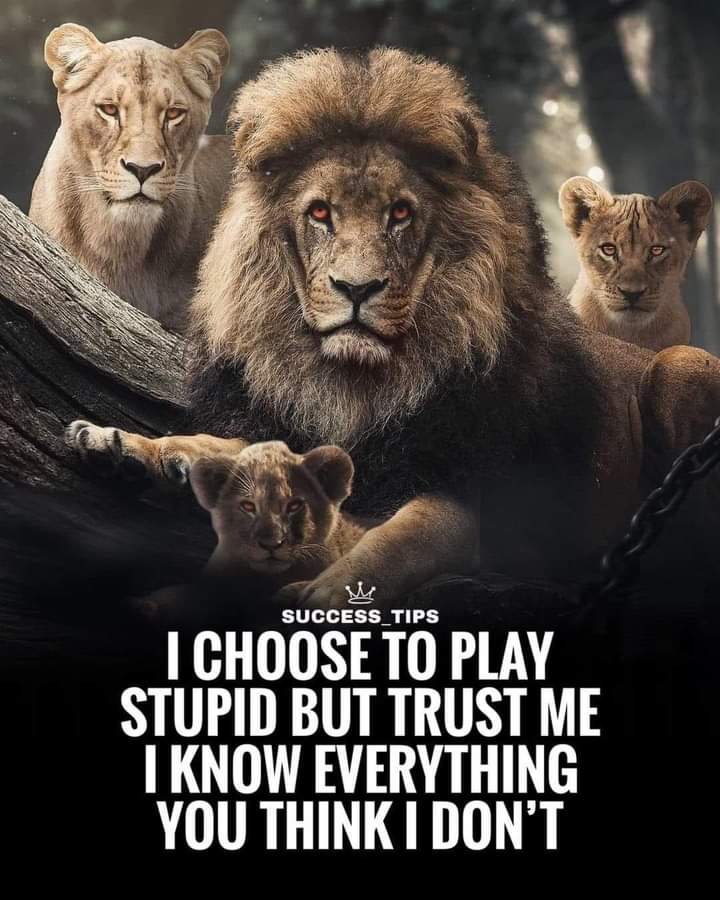 SUCCESS_TIPS
I CHOOSE TO PLAY
STUPID BUT TRUST ME
I KNOW EVERYTHING
YOU THINK I DON'T